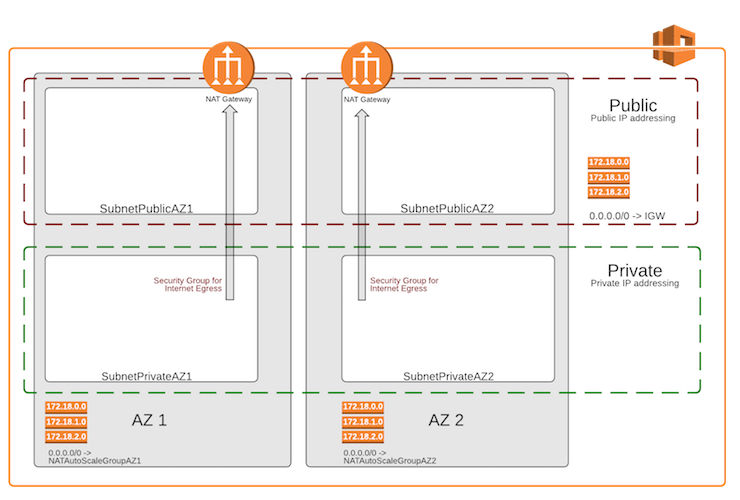 NAT Gateway
NAT Gateway
Public
Public IP addressing
172.18.0.0
172.18.1.0
172.18.2.0
0.0.0.0/0 -> IGW
SubnetPublicAZ1
SubnetPublicAZ2
Private
Private IP addressing
Security Group for
Internet Egress
Security Group for
Internet Egress
SubnetPrivateAZ1
SubnetPrivateAZ2
172.18.0.0
172.18.1.0
172.18.2.0
AZ 1
0.0.0.0/0 ->
NATAutoScaleGroupAZ1
172.18.0.0
172.18.1.0
172.18.2.0
AZ 2
0.0.0.0/0 ->
NATAutoScaleGroupAZ2